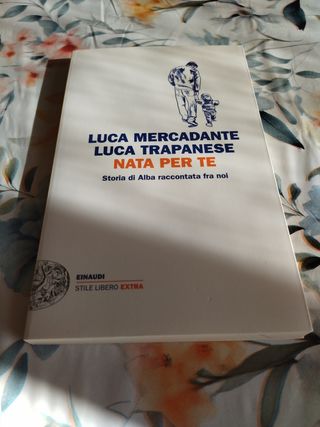 LUCA MERCADANTE
LUCA TRAPANESE
NATA PER TE
Storia di Alba raccontata fra noi
EINAUDI
STILE LIBERO EXTRA